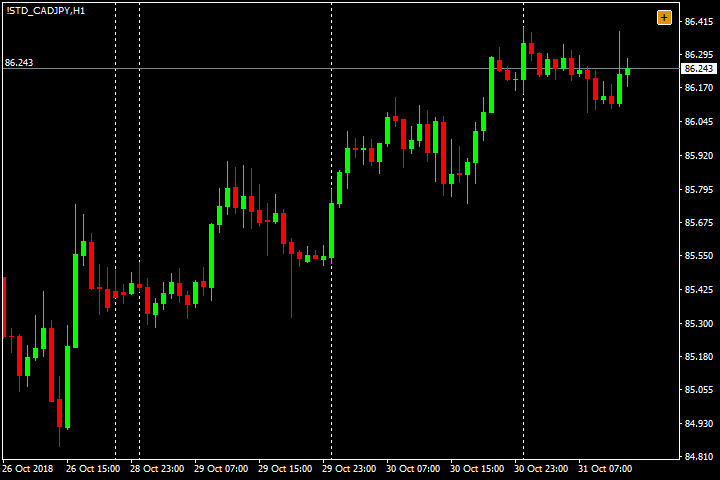 !STD_CADJPY,H1
+
86.415
86.295
86.243
86.243
86.170
86.045
85.920
85.795
85.675
85.550
85.425
85.300
85.180
85.055
84.930
84.810
26 Oct 2018
26 Oct 15:00
28 Oct 23:00
29 Oct 07:00
29 Oct 15:00
29 Oct 23:00
30 Oct 07:00
30 Oct 15:00
30 Oct 23:00
31 Oct 07:00